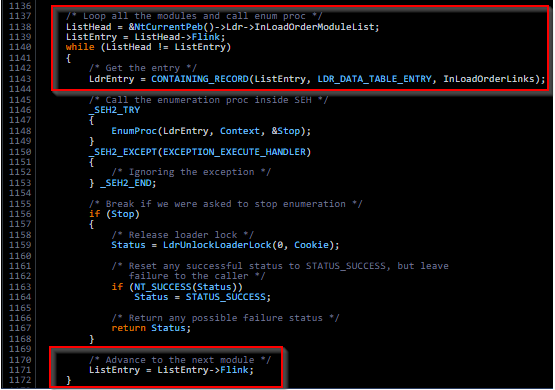 1136
1137 /* Loop all the modules and call enum proc */
1138 ListHead = &NtCurrentPeb()->Ldr->InLoadOrderModuleList;
1139 ListEntry = ListHead->Flink;
1140 while (ListHead != ListEntry)
1141 {
1142 /* Get the entry */
1143 LdrEntry = CONTAINING_RECORD(ListEntry, LDR_DATA_TABLE_ENTRY, InLoadOrderLinks);
1144
1145 /* Call the enumeration proc inside SEH */
1146 _SEH2_TRY
1147 {
1148 EnumProc(LdrEntry, Context, &Stop);
1149 }
1150 _SEH2_EXCEPT(EXCEPTION_EXECUTE_HANDLER)
1151 {
1152 /* Ignoring the exception */
1153 } _SEH2_END;
1154
1155 /* Break if we were asked to stop enumeration */
1156 if (Stop)
1157 {
1158 /* Release loader lock */
1159 Status = LdrUnlockLoaderLock(0, Cookie);
1160
1161 /* Reset any successful status to STATUS_SUCCESS, but leave
1162 failure to the caller */
1163 if (NT_SUCCESS(Status))
1164 Status = STATUS_SUCCESS;
1165
1166 /* Return any possible failure status */
1167 return Status;
1168 }
1169
1170 /* Advance to the next module */
1171 ListEntry = ListEntry->Flink;
1172 }